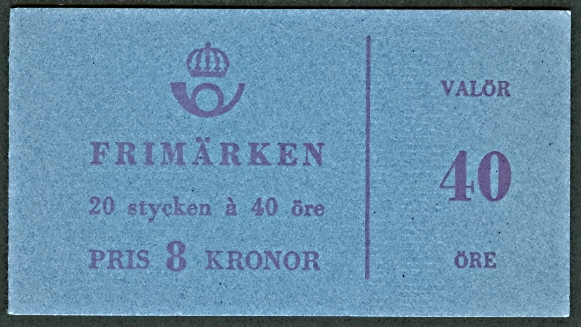 FRIMÄRKEN
20 stycken à 40 öre
PRIS 8 KRONOR
VALÖR
40
ÖRE